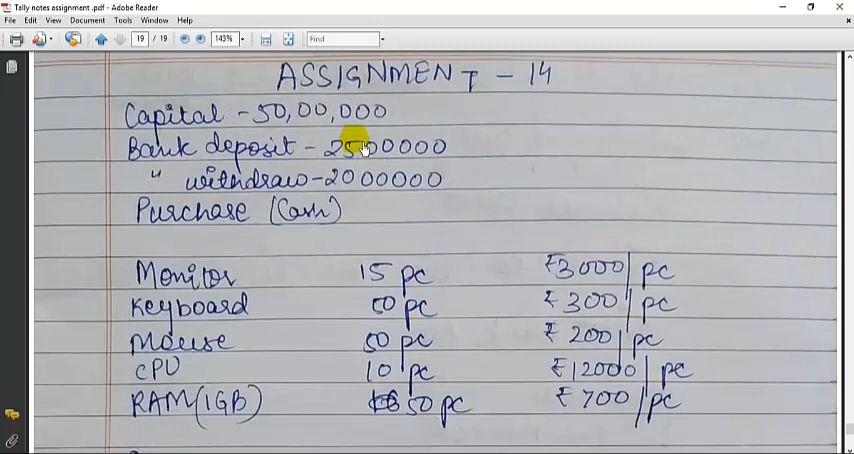 Tally notes assignment .pdf - Adobe Reader
File Edit View Document Tools Window Help
19 / 19 143% Find
ASSIGNMENT - 14
Capital - 50,00,000
Bank deposit - 2500000
" withdraw - 2000000
Purchase (Cash)
Monitor 15 pc ₹3000/pc
Keyboard 50 pc ₹300/pc
Mouse 50 pc ₹200/pc
CPU 10 pc ₹12000/pc
RAM(1GB) 50 pc ₹700/pc